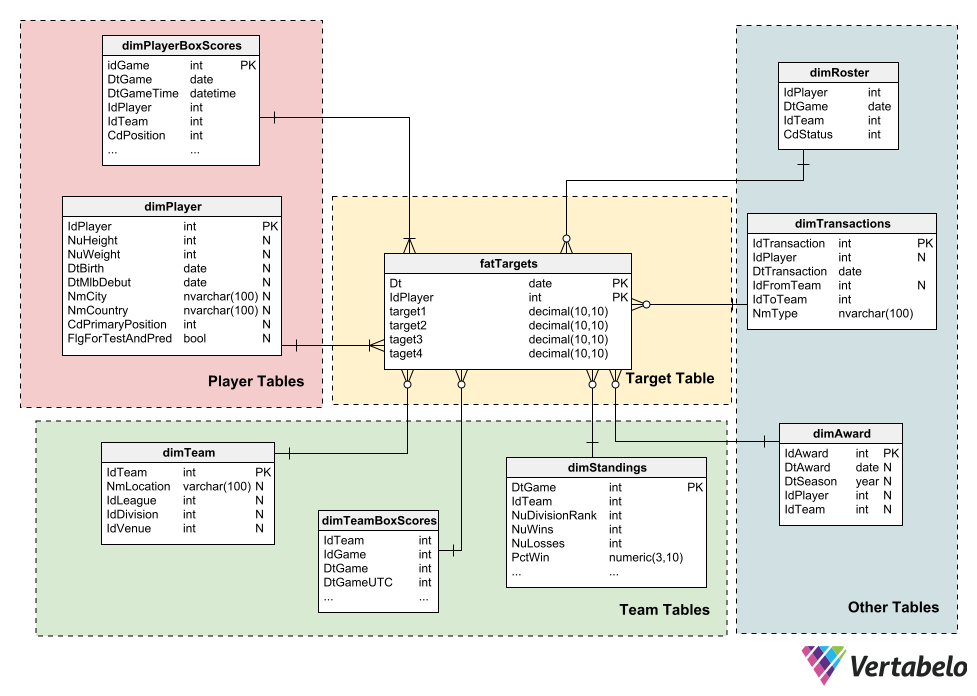 dimPlayerBoxScores
idGame int PK
DtGame date
DtGameTime datetime
IdPlayer int
IdTeam int
CdPosition int
... ...
dimPlayer
IdPlayer int PK
NuHeight int N
NuWeight int N
DtBirth date N
DtMlbDebut date N
NmCity nvarchar(100) N
NmCountry nvarchar(100) N
CdPrimaryPosition int N
FlgForTestAndPred bool N
Player Tables
fatTargets
Dt date PK
IdPlayer int PK
target1 decimal(10,10)
target2 decimal(10,10)
taget3 decimal(10,10)
taget4 decimal(10,10)
Target Table
dimRoster
IdPlayer int
DtGame date
IdTeam int
CdStatus int
dimTransactions
IdTransaction int PK
IdPlayer int N
DtTransaction date
IdFromTeam int N
IdToTeam int
NmType nvarchar(100)
dimAward
IdAward int PK
DtAward date N
DtSeason year N
IdPlayer int N
IdTeam int N
Other Tables
dimTeam
IdTeam int PK
NmLocation varchar(100) N
IdLeague int N
IdDivision int N
IdVenue int N
dimTeamBoxScores
IdTeam int
IdGame int
DtGame int
DtGameUTC int
... ...
dimStandings
DtGame int PK
IdTeam int
NuDivisionRank int
NuWins int
NuLosses int
PctWin numeric(3,10)
... ...
Team Tables
Vertabelo